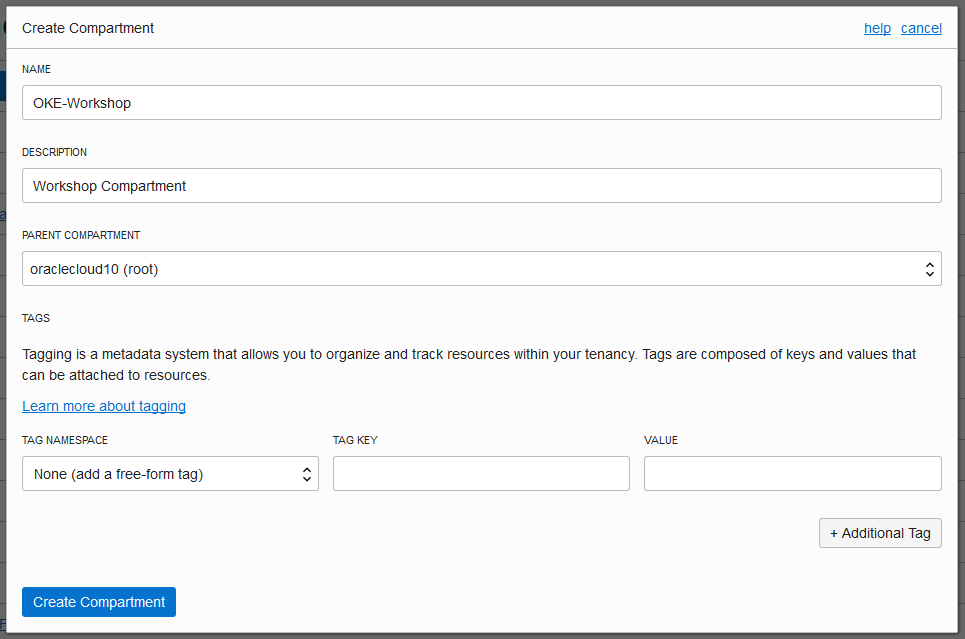 Create Compartment help cancel
NAME
OKE-Workshop
DESCRIPTION
Workshop Compartment
PARENT COMPARTMENT
oraclecloud10 (root)
TAGS
Tagging is a metadata system that allows you to organize and track resources within your tenancy. Tags are composed of keys and values that
can be attached to resources.
Learn more about tagging
TAG NAMESPACE TAG KEY VALUE
None (add a free-form tag)
+ Additional Tag
Create Compartment